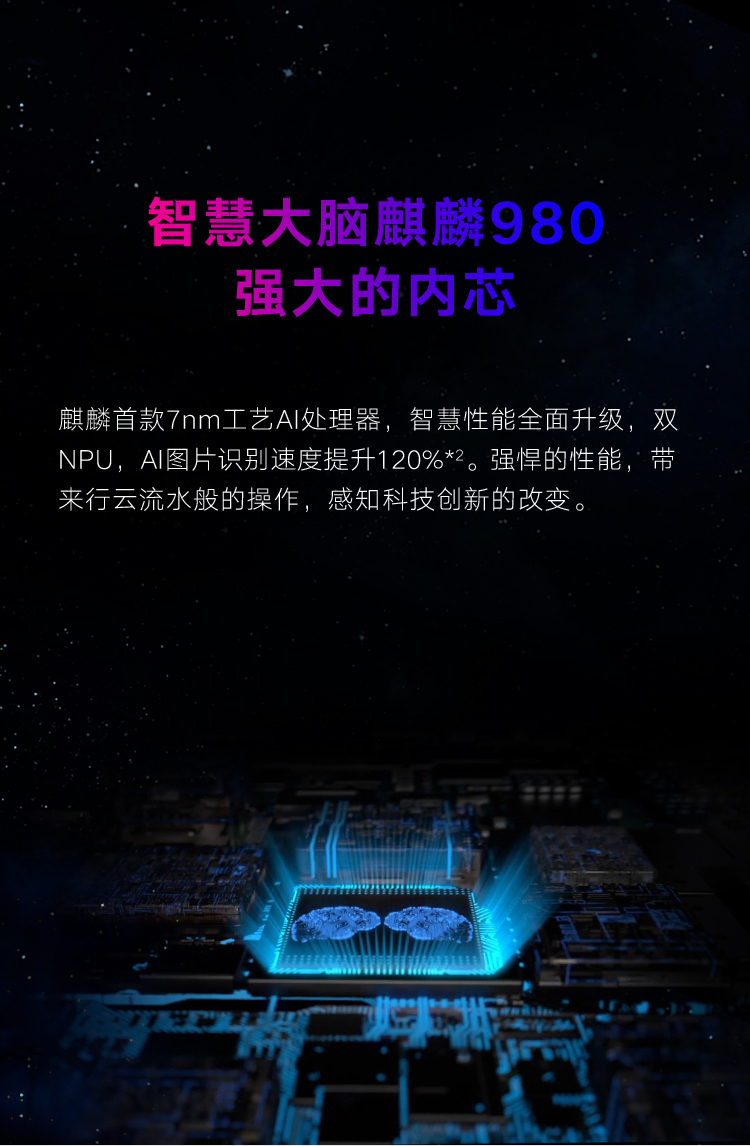 智慧大脑麒麟980
强大的内芯
麒麟首款7nm工艺AI处理器，智慧性能全面升级，双
NPU，AI图片识别速度提升120%*²。强悍的性能，带
来行云流水般的操作，感知科技创新的改变。